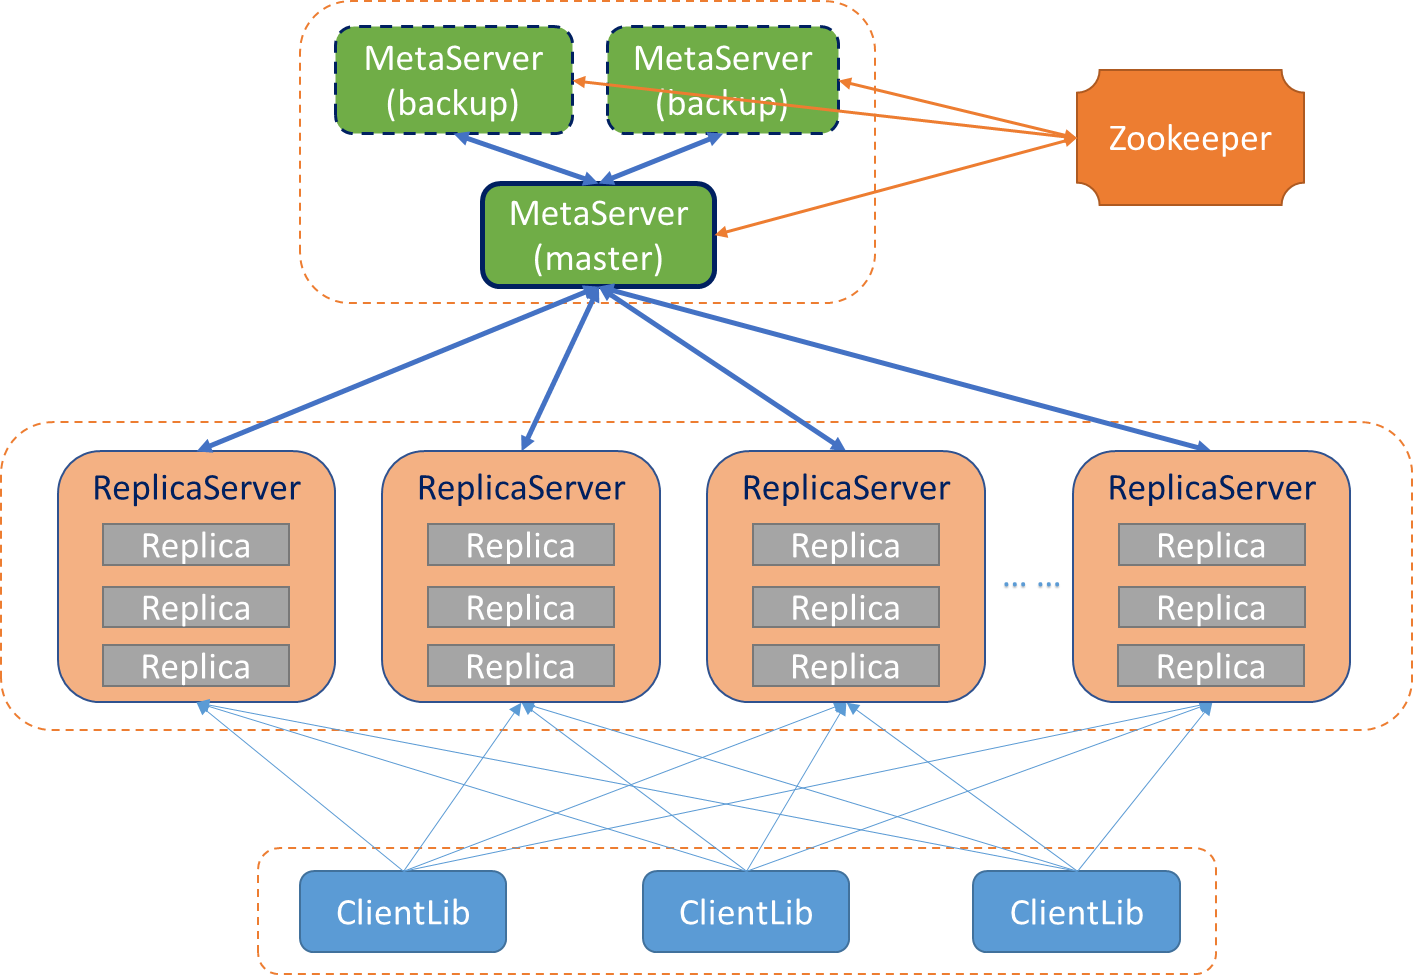 MetaServer
(backup)
MetaServer
(backup)
Zookeeper
MetaServer
(master)
ReplicaServer
Replica
Replica
Replica
ReplicaServer
Replica
Replica
Replica
ReplicaServer
Replica
Replica
Replica
... ...
ReplicaServer
Replica
Replica
Replica
ClientLib
ClientLib
ClientLib